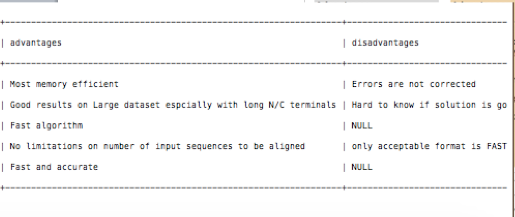 +------------------------------------------------------------+------------------------------
| advantages | disadvantages
+------------------------------------------------------------+------------------------------
| Most memory efficient | Errors are not corrected
| Good results on Large dataset espcially with long N/C terminals | Hard to know if solution is go
| Fast algorithm | NULL
| No limitations on number of input sequences to be aligned | only acceptable format is FAST
| Fast and accurate | NULL
+------------------------------------------------------------+------------------------------